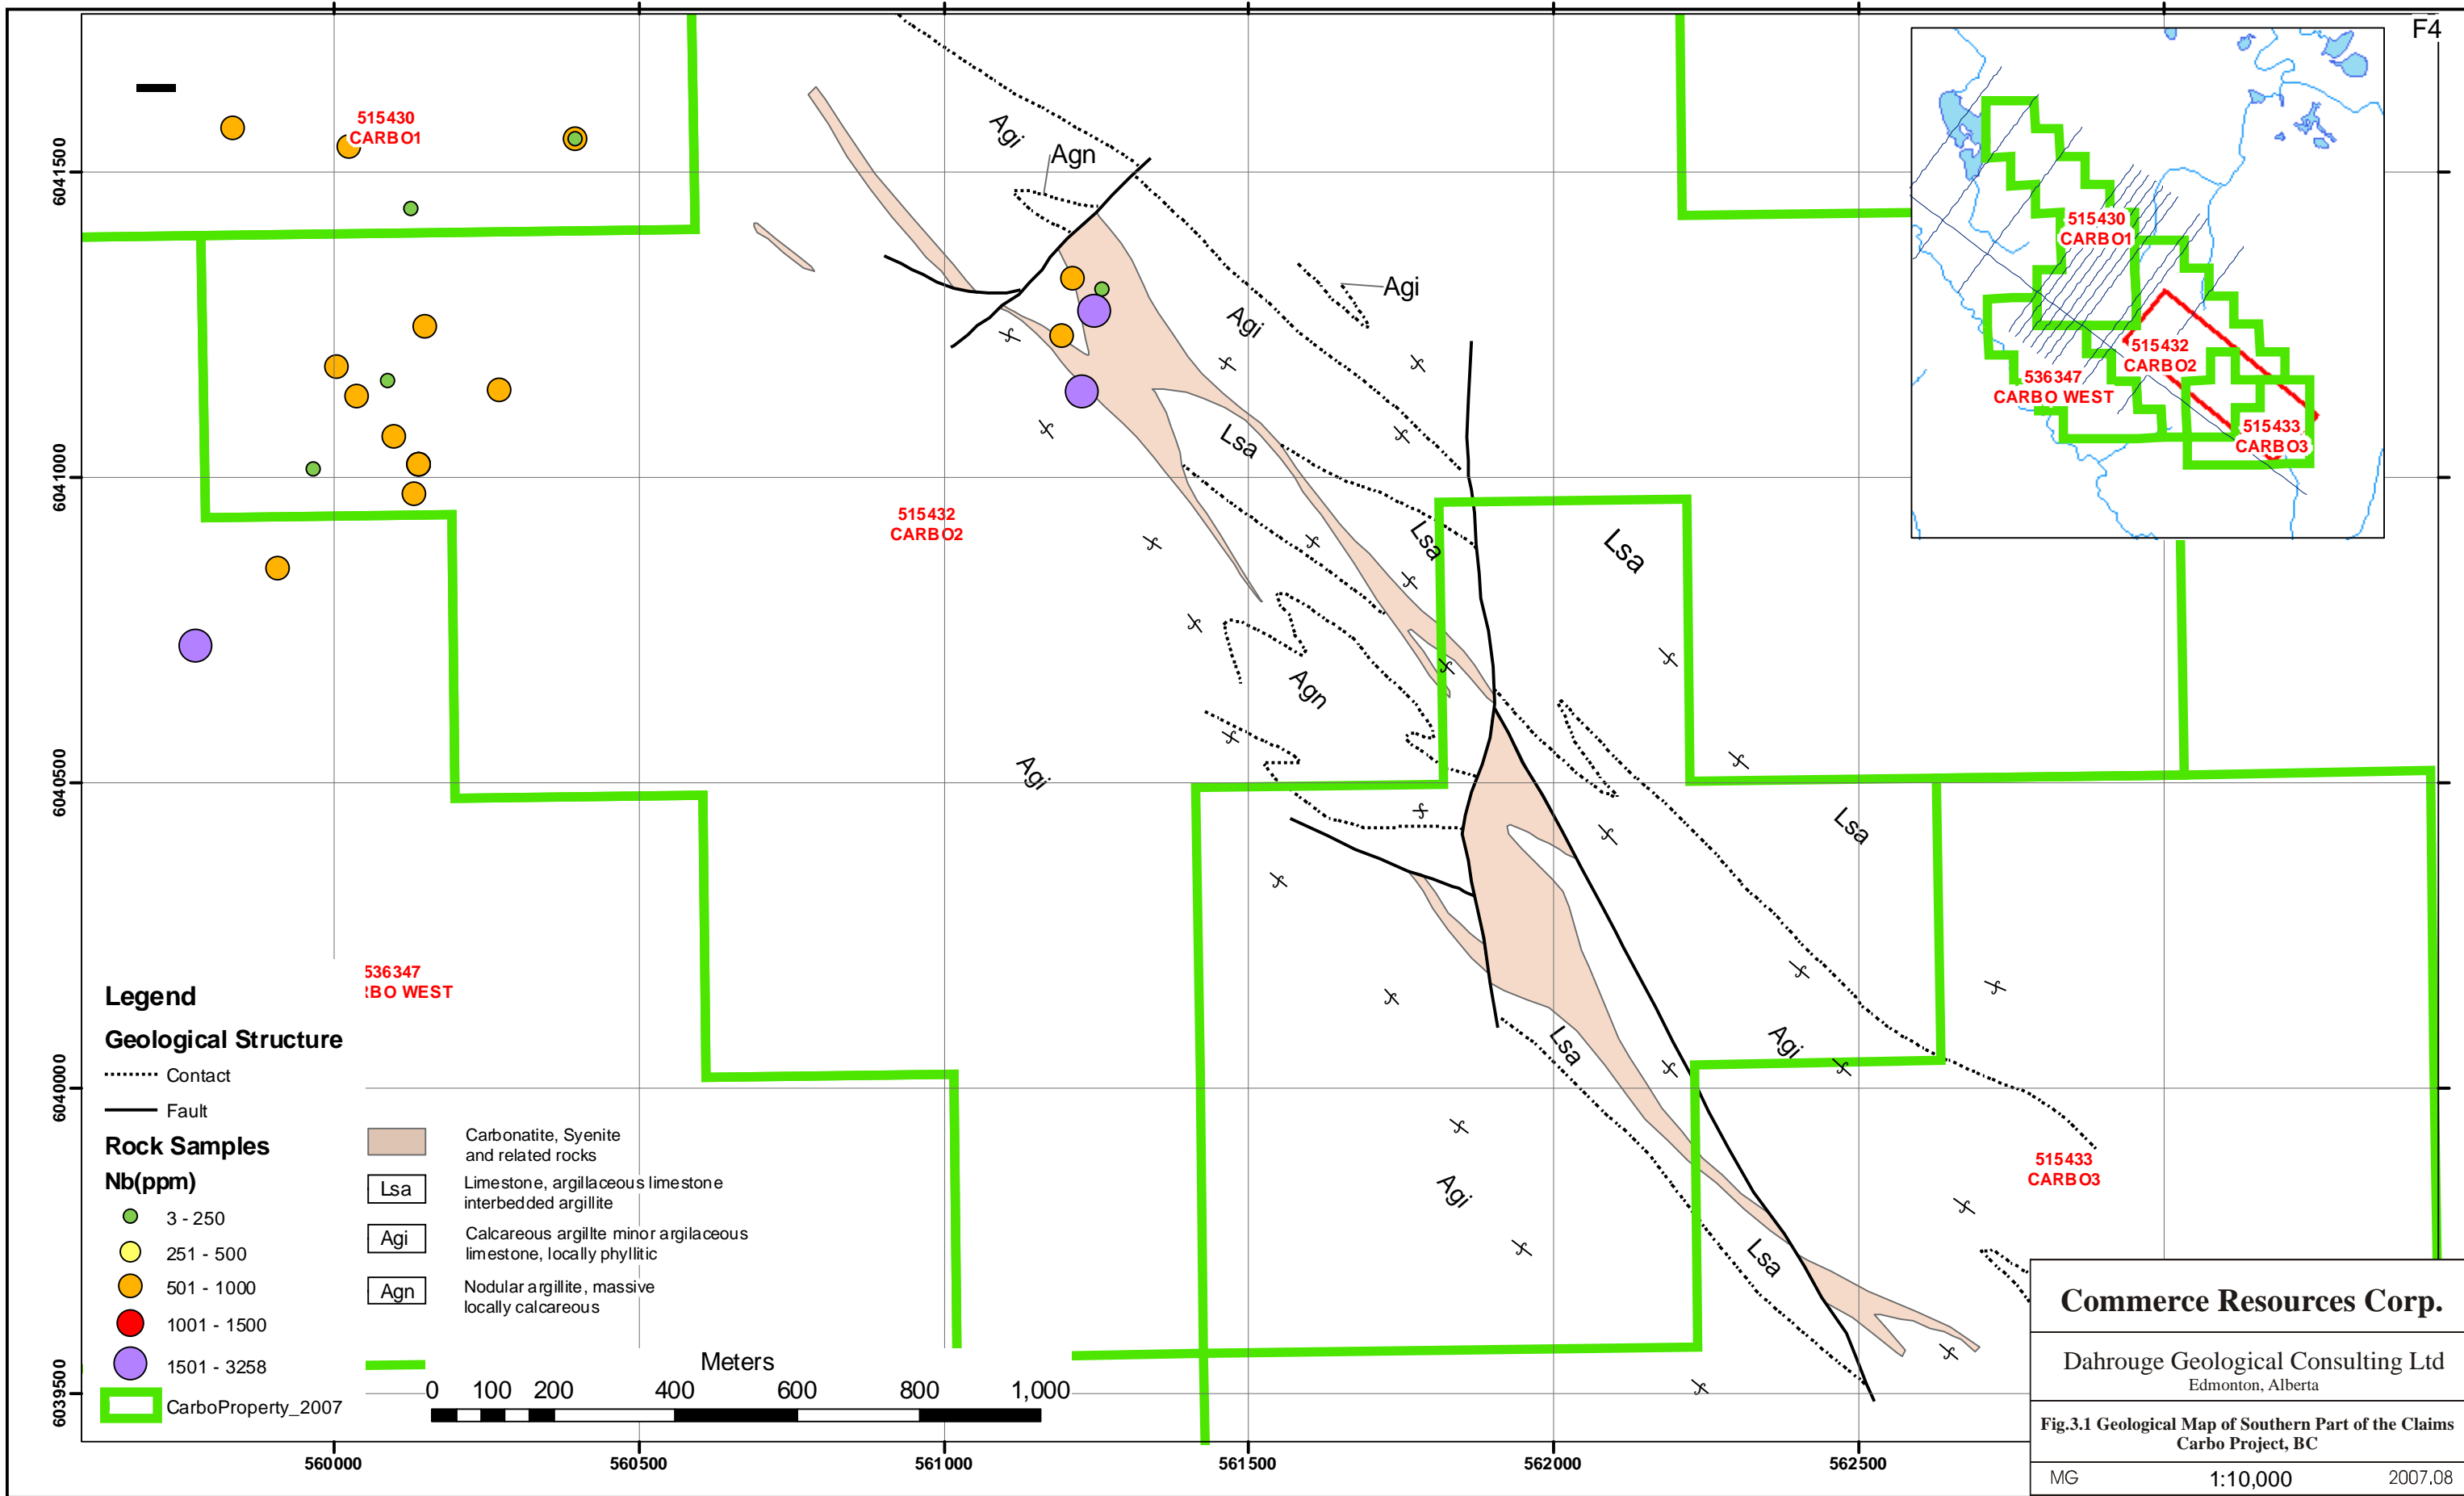 F4
515430
CARBO1
Agi
Agn
Agi
Agi
Lsa
515432
CARBO2
Lsa
Lsa
Agn
Agi
Lsa
Lsa
Agi
Agi
Lsa
515433
CARBO3
536347
RBO WEST
515430
CARBO1
515432
CARBO2
536347
CARBO WEST
515433
CARBO3
6041500
6041000
6040500
6040000
6039500
560000
560500
561000
561500
562000
562500
Legend
Geological Structure
Contact
Fault
Rock Samples
Nb(ppm)
3 - 250
251 - 500
501 - 1000
1001 - 1500
1501 - 3258
CarboProperty_2007
Carbonatite, Syenite
and related rocks
Lsa
Limestone, argillaceous limestone
interbedded argillite
Agi
Calcareous argillte minor argilaceous
limestone, locally phyllitic
Agn
Nodular argillite, massive
locally calcareous
Meters
0 100 200 400 600 800 1,000
Commerce Resources Corp.
Dahrouge Geological Consulting Ltd
Edmonton, Alberta
Fig.3.1 Geological Map of Southern Part of the Claims
Carbo Project, BC
MG 1:10,000 2007.08